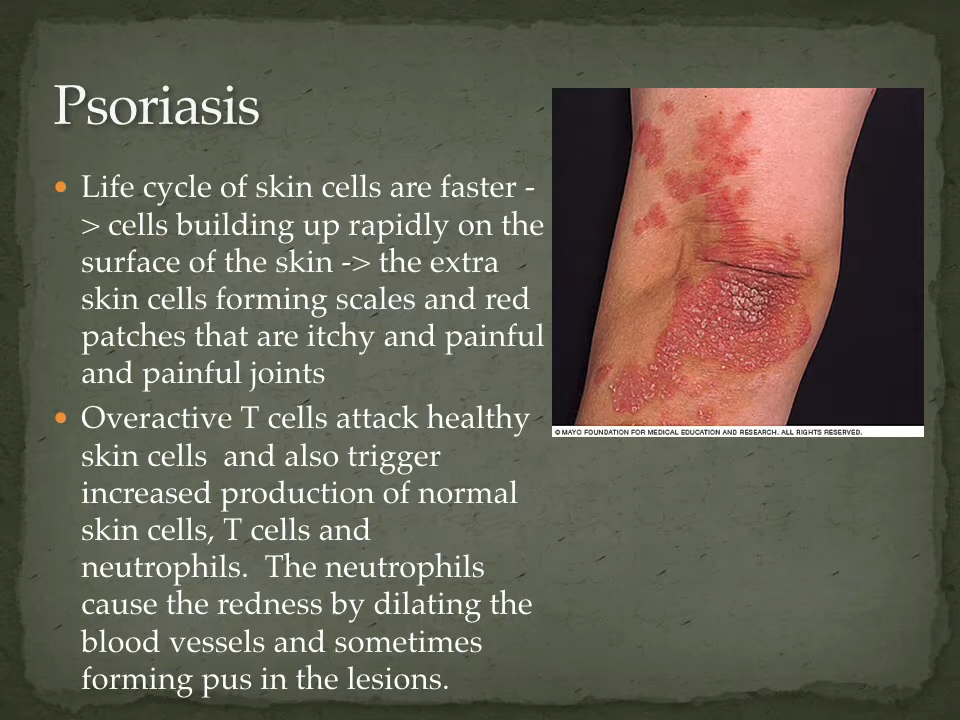 Psoriasis
Life cycle of skin cells are faster -
> cells building up rapidly on the
surface of the skin -> the extra
skin cells forming scales and red
patches that are itchy and painful
and painful joints
Overactive T cells attack healthy
skin cells  and also trigger
increased production of normal
skin cells, T cells and
neutrophils.  The neutrophils
cause the redness by dilating the
blood vessels and sometimes
forming pus in the lesions.
© MAYO FOUNDATION FOR MEDICAL EDUCATION AND RESEARCH. ALL RIGHTS RESERVED.